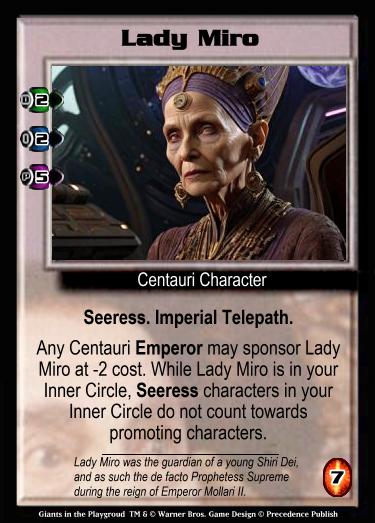 Lady Miro
D 2
I 2
P 5
Centauri Character
Seeress. Imperial Telepath.
Any Centauri Emperor may sponsor Lady
Miro at -2 cost. While Lady Miro is in your
Inner Circle, Seeress characters in your
Inner Circle do not count towards
promoting characters.
Lady Miro was the guardian of a young Shiri Dei,
and as such the de facto Prophetess Supreme
during the reign of Emperor Mollari II.
7
Giants in the Playgroud TM & © Warner Bros. Game Design © Precedence Publish